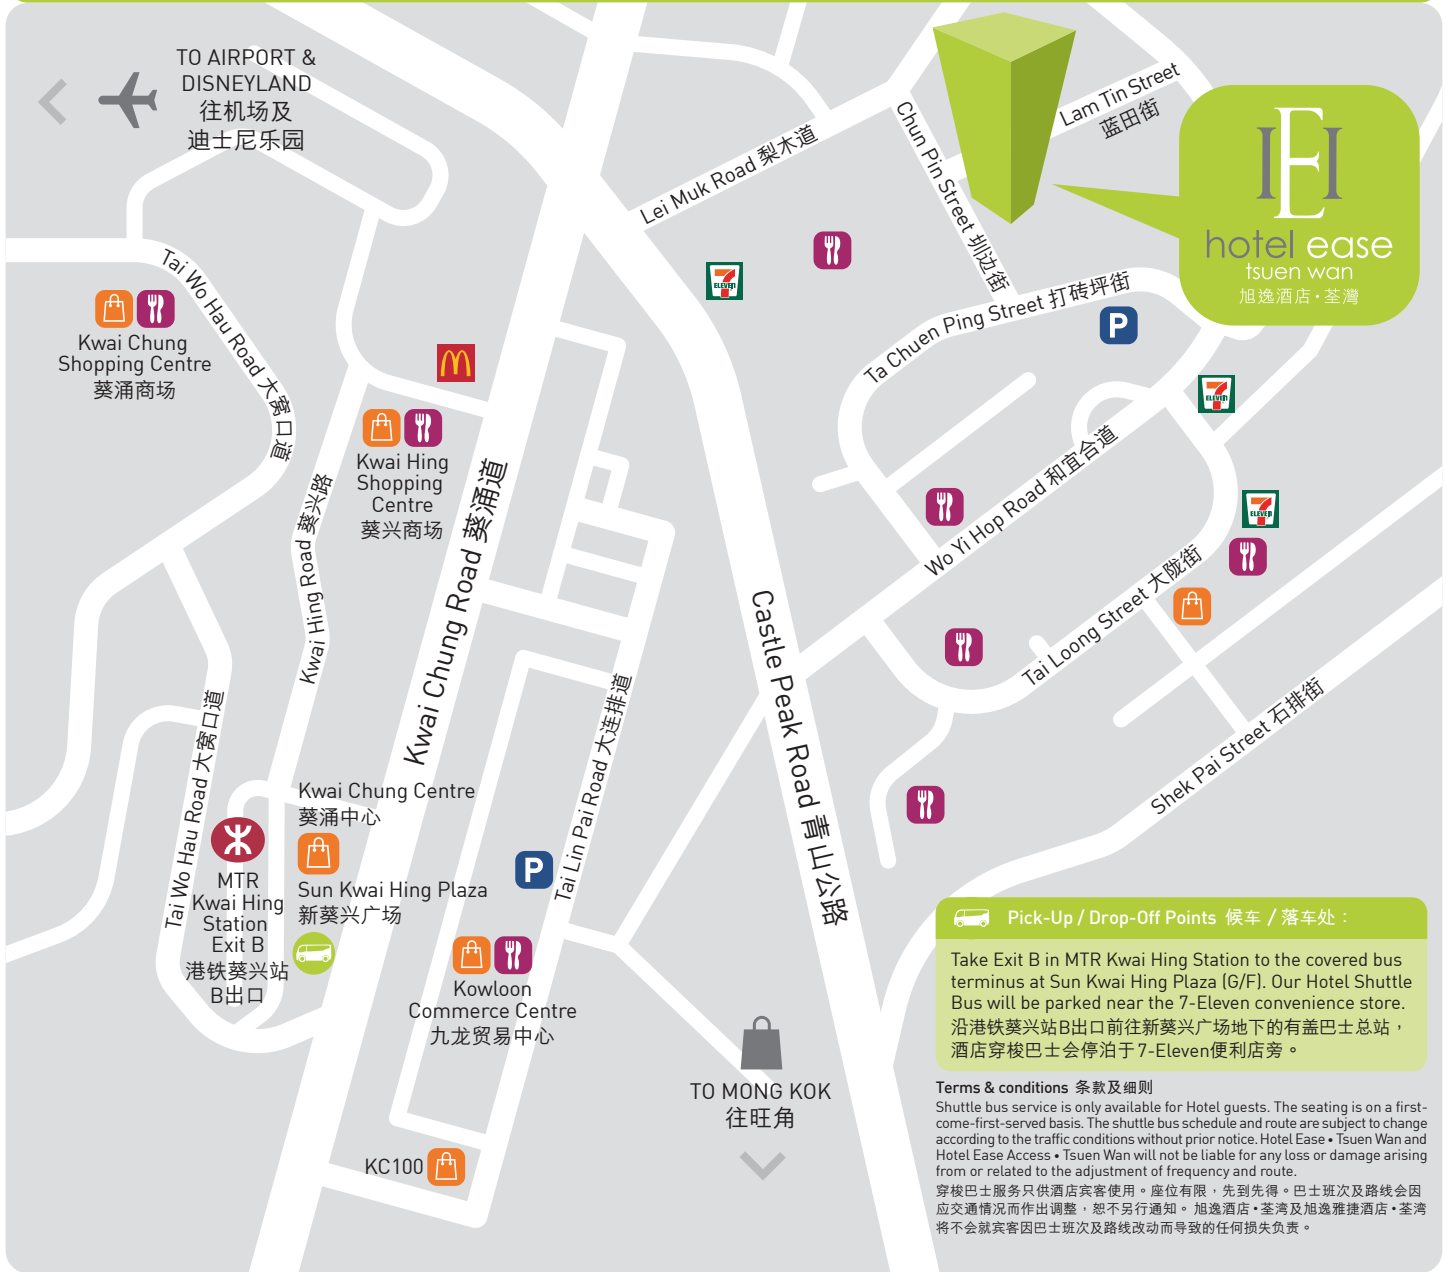 TO AIRPORT &
DISNEYLAND
往机场及
迪士尼乐园
Lam Tin Street
蓝田街
Chun Pin Street 圳边街
Lei Muk Road 梨木道
hotel ease
tsuen wan
旭逸酒店·荃灣
Tai Wo Hau Road 大窝口道
Kwai Chung
Shopping Centre
葵涌商场
ELEVEn
Ta Chuen Ping Street 打砖坪街
P
ELEVEn
Kwai Hing
Shopping
Centre
葵兴商场
Kwai Hing Road 葵兴路
Kwai Chung Road 葵涌道
Wo Yi Hop Road 和宜合道
ELEVEn
Tai Loong Street 大陇街
Castle Peak Road 青山公路
Shek Pai Street 石排街
Tai Lin Pai Road 大连排道
Tai Wo Hau Road 大窝口道
Kwai Chung Centre
葵涌中心
Sun Kwai Hing Plaza
新葵兴广场
MTR
Kwai Hing
Station
Exit B
港铁葵兴站
B出口
P
Kowloon
Commerce Centre
九龙贸易中心
TO MONG KOK
往旺角
KC100
Pick-Up / Drop-Off Points 候车 / 落车处：
Take Exit B in MTR Kwai Hing Station to the covered bus
terminus at Sun Kwai Hing Plaza (G/F). Our Hotel Shuttle
Bus will be parked near the 7-Eleven convenience store.
沿港铁葵兴站B出口前往新葵兴广场地下的有盖巴士总站，
酒店穿梭巴士会停泊于7-Eleven便利店旁。
Terms & conditions 条款及细则
Shuttle bus service is only available for Hotel guests. The seating is on a first-
come-first-served basis. The shuttle bus schedule and route are subject to change
according to the traffic conditions without prior notice. Hotel Ease • Tsuen Wan and
Hotel Ease Access • Tsuen Wan will not be liable for any loss or damage arising
from or related to the adjustment of frequency and route.
穿梭巴士服务只供酒店宾客使用。座位有限，先到先得。巴士班次及路线会因
应交通情况而作出调整，恕不另行通知。旭逸酒店•荃湾及旭逸雅捷酒店•荃湾
将不会就宾客因巴士班次及路线改动而导致的任何损失负责。